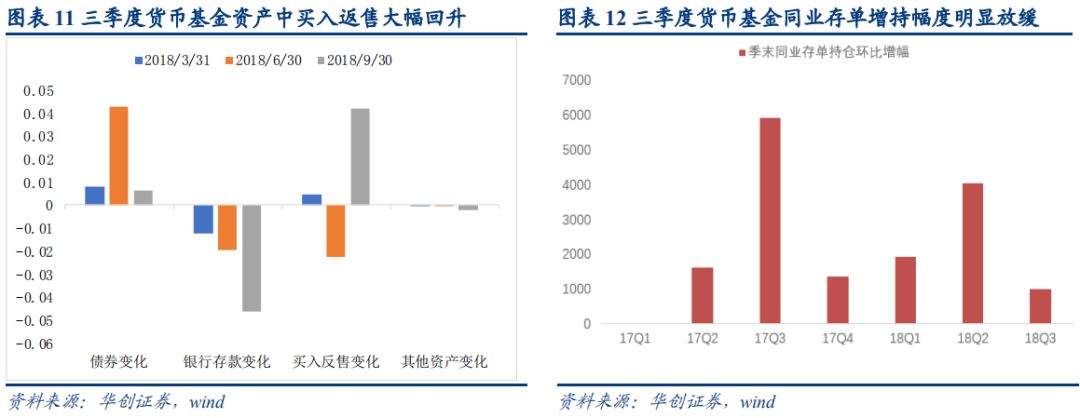 图表 11 三季度货币基金资产中买入返售大幅回升
2018/3/31 2018/6/30 2018/9/30
0.05
0.04
0.03
0.02
0.01
0
-0.01
-0.02
-0.03
-0.04
-0.05
-0.06
债券变化 银行存款变化 买入反售变化 其他资产变化
资料来源：华创证券，wind
图表 12 三季度货币基金同业存单增持幅度明显放缓
季末同业存单持仓环比增幅
7000
6000
5000
4000
3000
2000
1000
0
17Q1 17Q2 17Q3 17Q4 18Q1 18Q2 18Q3
资料来源：华创证券，wind